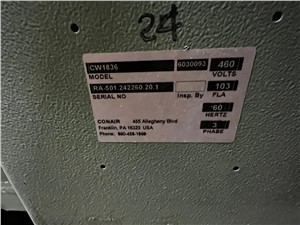 24
CW1836 6030093 460
MODEL VOLTS
RA-501.242260.20.1 103
SERIAL NO Insp. By FLA
60
HERTZ
CONAIR 455 Allegheny Blvd 3
Franklin, PA 16323 USA PHASE
Phone: